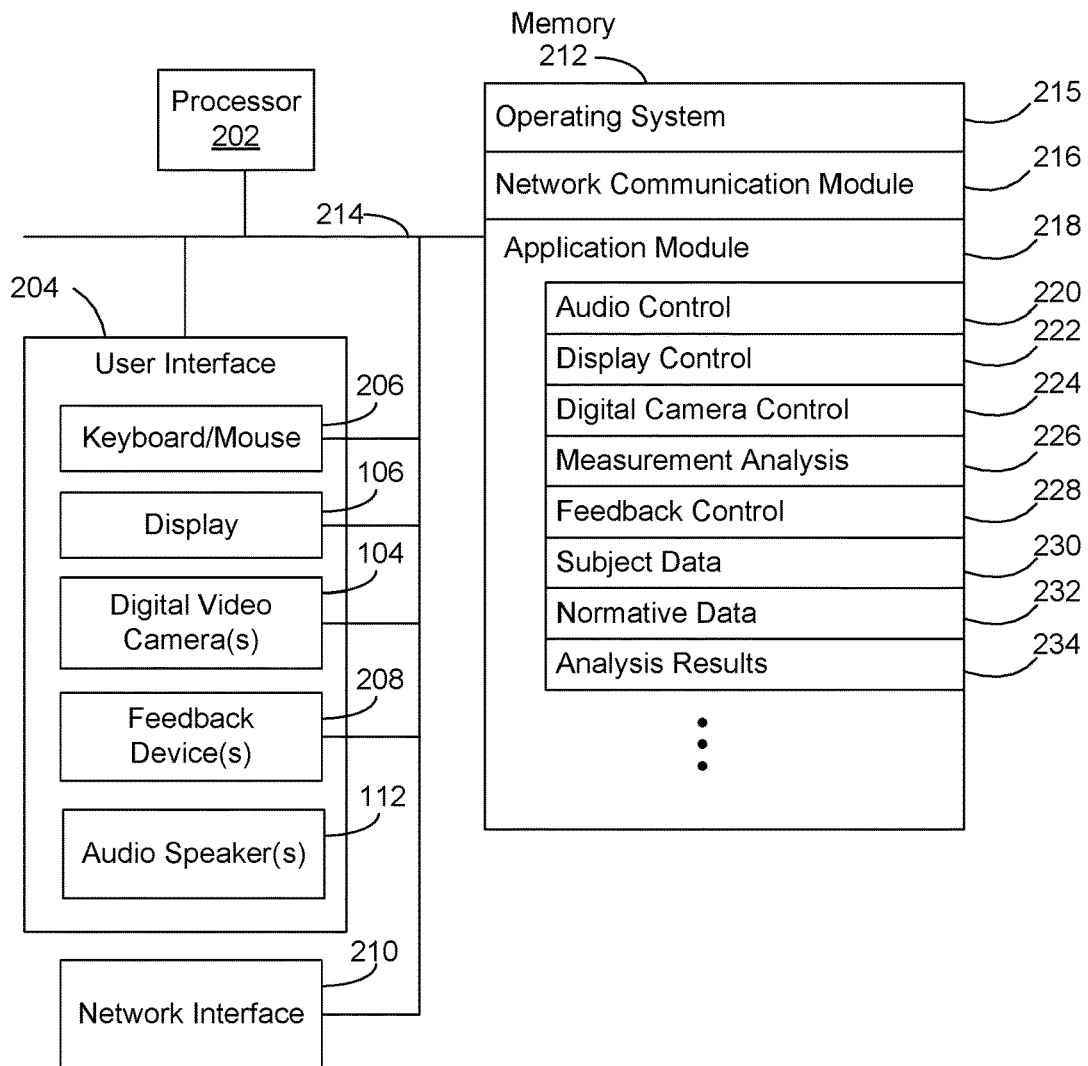 Memory
212
Processor
202
214
Operating System
215
Network Communication Module
216
Application Module
218
Audio Control
220
Display Control
222
Digital Camera Control
224
Measurement Analysis
226
Feedback Control
228
Subject Data
230
Normative Data
232
Analysis Results
234
204
User Interface
Keyboard/Mouse
206
Display
106
Digital Video
Camera(s)
104
Feedback
Device(s)
208
Audio Speaker(s)
112
Network Interface
210